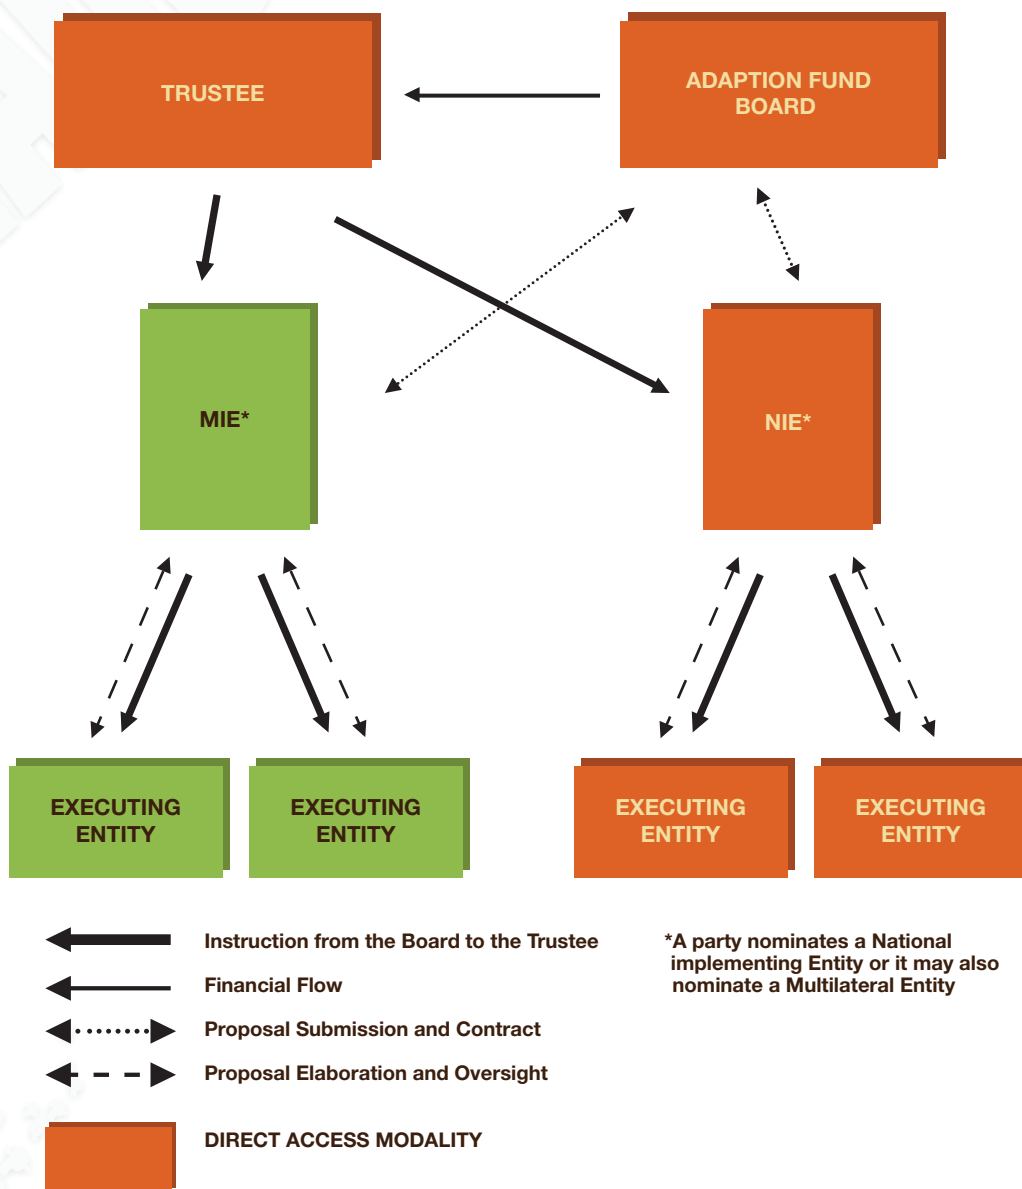 TRUSTEE
ADAPTION FUND
BOARD
MIE*
NIE*
EXECUTING
ENTITY
EXECUTING
ENTITY
EXECUTING
ENTITY
EXECUTING
ENTITY
Instruction from the Board to the Trustee
Financial Flow
Proposal Submission and Contract
Proposal Elaboration and Oversight
DIRECT ACCESS MODALITY
*A party nominates a National
implementing Entity or it may also
nominate a Multilateral Entity